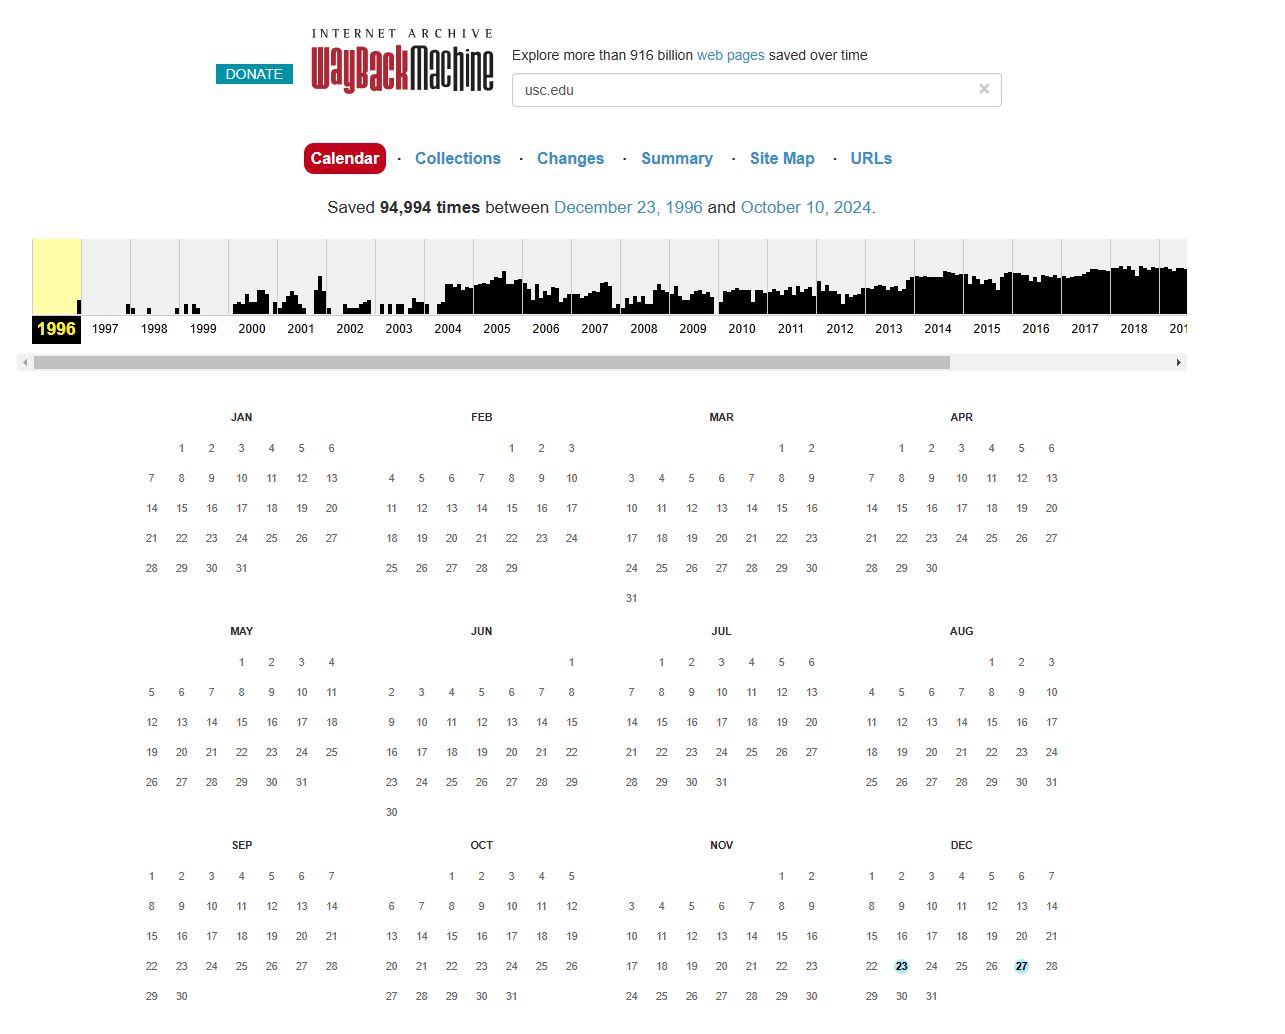 INTERNET ARCHIVE
WayBackMachine
DONATE
Explore more than 916 billion web pages saved over time
usc.edu ×
Calendar · Collections · Changes · Summary · Site Map · URLs
Saved 94,994 times between December 23, 1996 and October 10, 2024.
1996 1997 1998 1999 2000 2001 2002 2003 2004 2005 2006 2007 2008 2009 2010 2011 2012 2013 2014 2015 2016 2017 2018 201
JAN FEB MAR APR
1 2 3 4 5 6 1 2 3 1 2 1 2 3 4 5 6
7 8 9 10 11 12 13 4 5 6 7 8 9 10 3 4 5 6 7 8 9 7 8 9 10 11 12 13
14 15 16 17 18 19 20 11 12 13 14 15 16 17 10 11 12 13 14 15 16 14 15 16 17 18 19 20
21 22 23 24 25 26 27 18 19 20 21 22 23 24 17 18 19 20 21 22 23 21 22 23 24 25 26 27
28 29 30 31 25 26 27 28 29 24 25 26 27 28 29 30 28 29 30
31
MAY JUN JUL AUG
1 2 3 4 1 1 2 3 4 5 6 1 2 3
5 6 7 8 9 10 11 2 3 4 5 6 7 8 7 8 9 10 11 12 13 4 5 6 7 8 9 10
12 13 14 15 16 17 18 9 10 11 12 13 14 15 14 15 16 17 18 19 20 11 12 13 14 15 16 17
19 20 21 22 23 24 25 16 17 18 19 20 21 22 21 22 23 24 25 26 27 18 19 20 21 22 23 24
26 27 28 29 30 31 23 24 25 26 27 28 29 28 29 30 31 25 26 27 28 29 30 31
30
SEP OCT NOV DEC
1 2 3 4 5 6 7 1 2 3 4 5 1 2 1 2 3 4 5 6 7
8 9 10 11 12 13 14 6 7 8 9 10 11 12 3 4 5 6 7 8 9 8 9 10 11 12 13 14
15 16 17 18 19 20 21 13 14 15 16 17 18 19 10 11 12 13 14 15 16 15 16 17 18 19 20 21
22 23 24 25 26 27 28 20 21 22 23 24 25 26 17 18 19 20 21 22 23 22 23 24 25 26 27 28
29 30 27 28 29 30 31 24 25 26 27 28 29 30 29 30 31